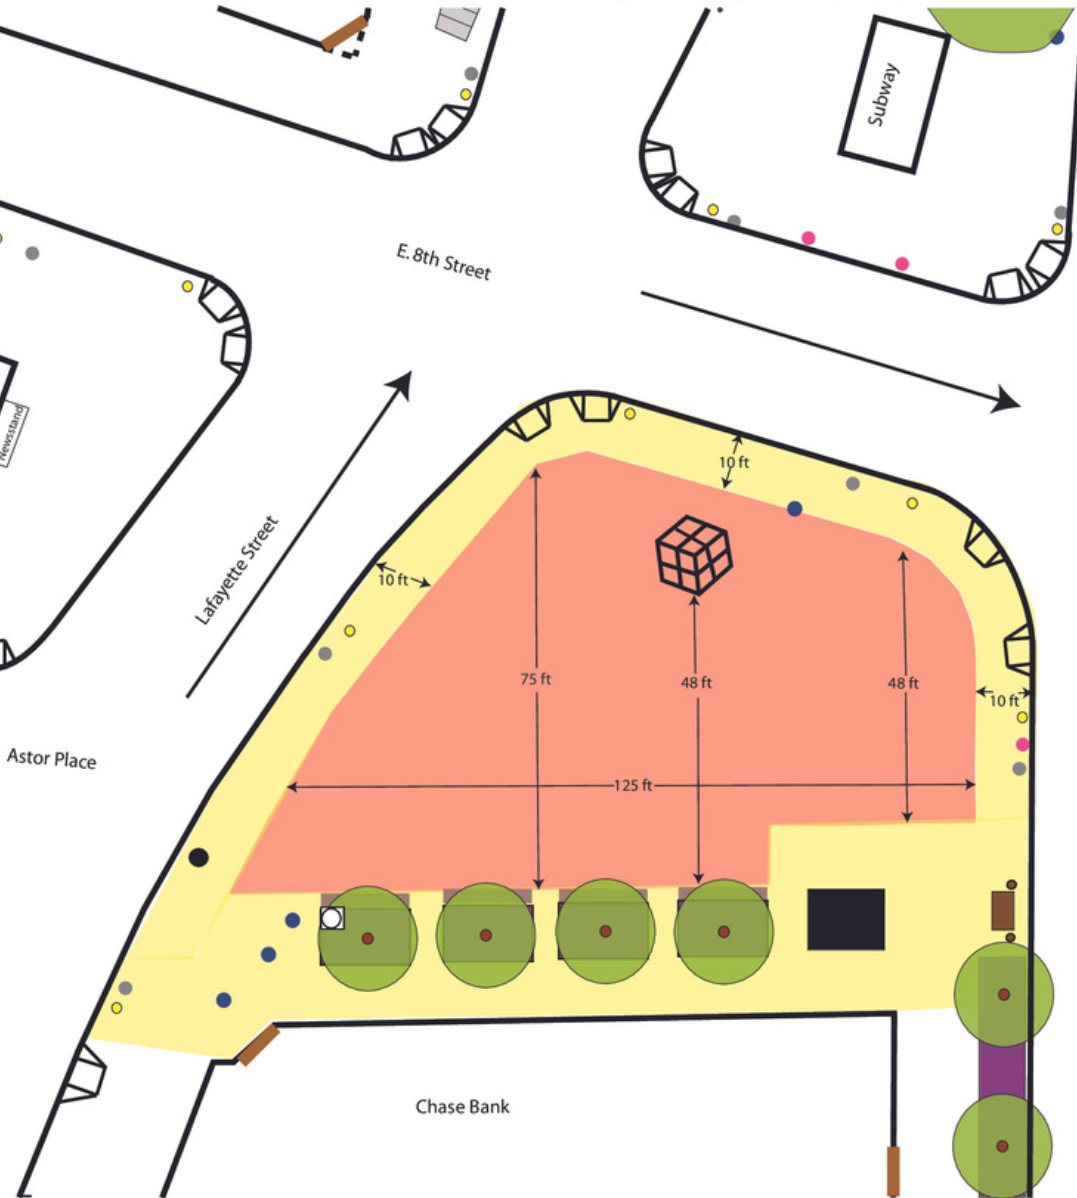 Subway
E. 8th Street
Newsstand
10 ft
10 ft
Lafayette Street
75 ft
48 ft
48 ft
10 ft
Astor Place
125 ft
Chase Bank